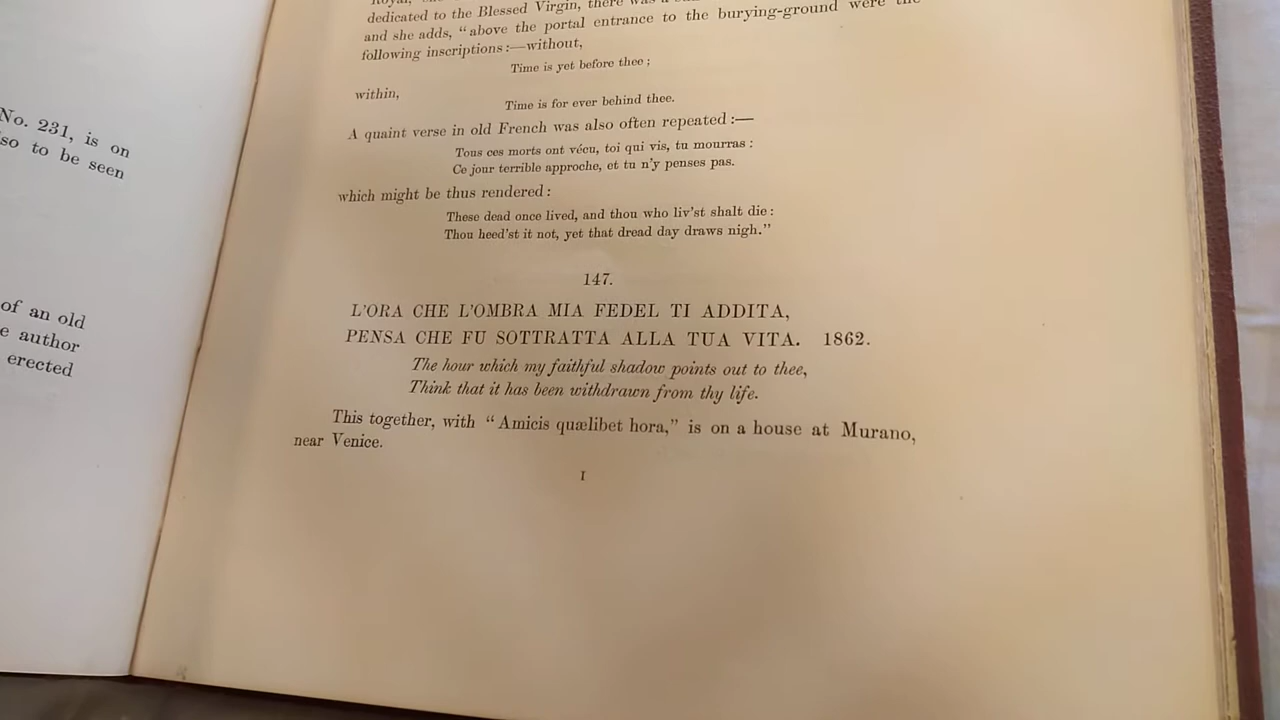 No. 231, is on
so to be seen
of an old
e author
erected
dedicated to the Blessed Virgin, there was a
and she adds, “above the portal entrance to the burying-ground were the
following inscriptions:—without,
Time is yet before thee;
within,
Time is for ever behind thee.
A quaint verse in old French was also often repeated:—
Tous ces morts ont vécu, toi qui vis, tu mourras:
Ce jour terrible approche, et tu n’y penses pas.
which might be thus rendered:
These dead once lived, and thou who liv’st shalt die:
Thou heed’st it not, yet that dread day draws nigh.”
147.
L’ORA CHE L’OMBRA MIA FEDEL TI ADDITA,
PENSA CHE FU SOTTRATTA ALLA TUA VITA. 1862.
The hour which my faithful shadow points out to thee,
Think that it has been withdrawn from thy life.
This together, with “Amicis quælibet hora,” is on a house at Murano,
near Venice.
I